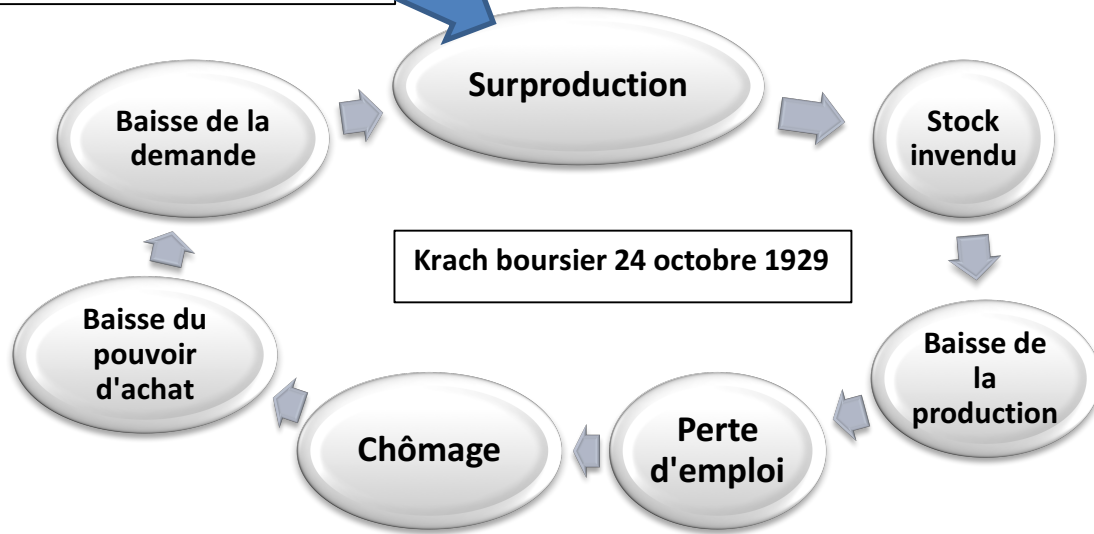 Surproduction
Stock
invendu
Baisse de
la
production
Perte
d'emploi
Chômage
Baisse du
pouvoir
d'achat
Baisse de la
demande
Krach boursier 24 octobre 1929